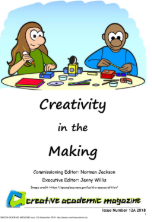 Creativity
in the
Making
Commissioning Editor: Norman Jackson
Executive Editor: Jenny Willis
creative academic magazine
Issue Number 12A 2018